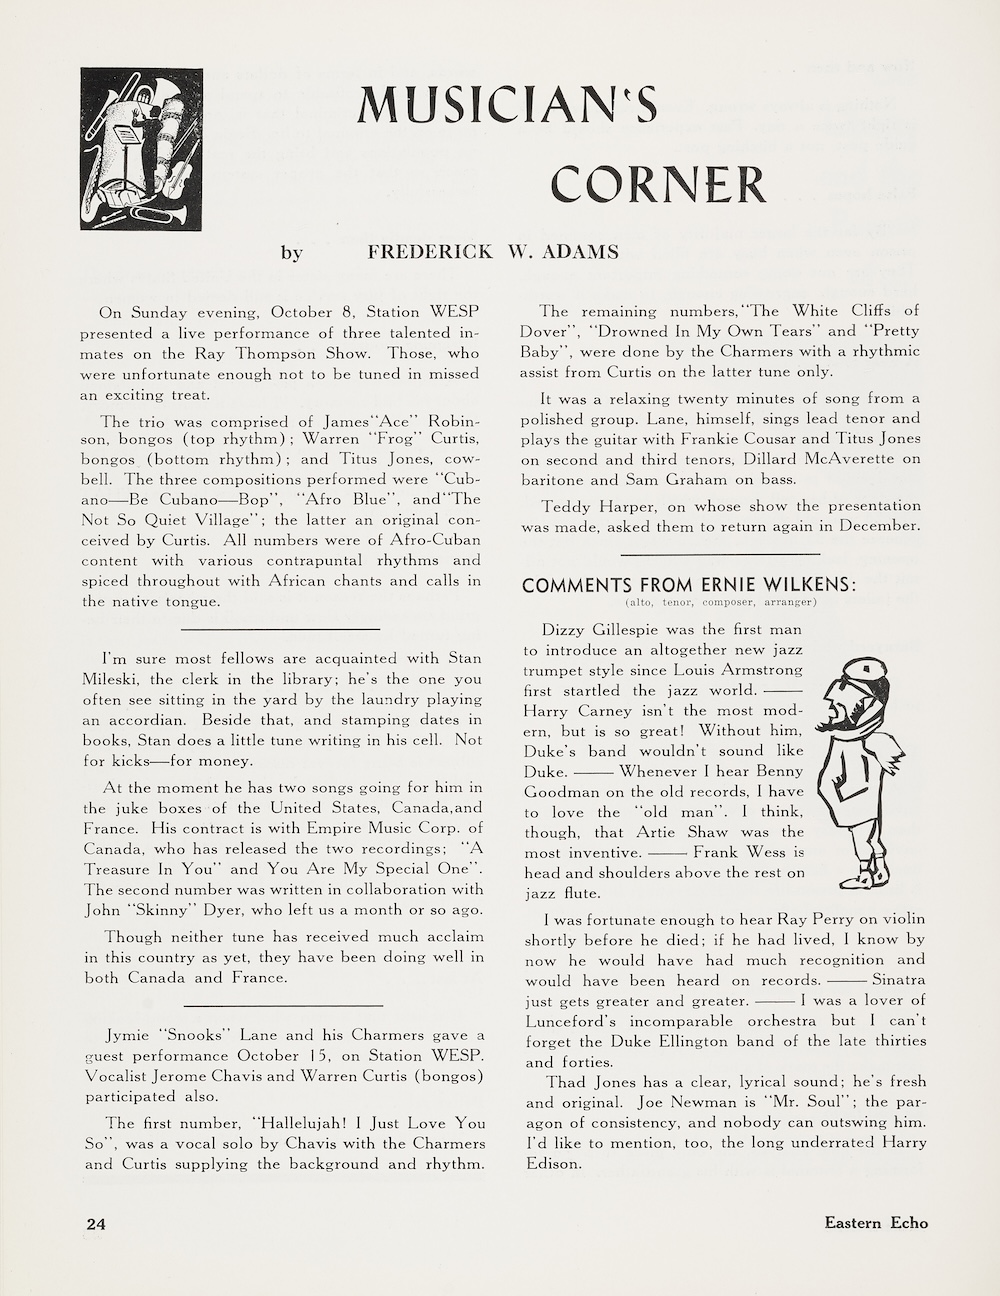 MUSICIAN'S
CORNER
by FREDERICK W. ADAMS
On Sunday evening, October 8, Station WESP
presented a live performance of three talented in-
mates on the Ray Thompson Show. Those, who
were unfortunate enough not to be tuned in missed
an exciting treat.
The trio was comprised of James "Ace" Robin-
son, bongos (top rhythm); Warren "Frog" Curtis,
bongos (bottom rhythm); and Titus Jones, cow-
bell. The three compositions performed were "Cub-
ano—Be Cubano—Bop", "Afro Blue", and "The
Not So Quiet Village"; the latter an original con-
ceived by Curtis. All numbers were of Afro-Cuban
content with various contrapuntal rhythms and
spiced throughout with African chants and calls in
the native tongue.
I'm sure most fellows are acquainted with Stan
Mileski, the clerk in the library; he's the one you
often see sitting in the yard by the laundry playing
an accordian. Beside that, and stamping dates in
books, Stan does a little tune writing in his cell. Not
for kicks—for money.
At the moment he has two songs going for him in
the juke boxes of the United States, Canada,and
France. His contract is with Empire Music Corp. of
Canada, who has released the two recordings; "A
Treasure In You" and You Are My Special One".
The second number was written in collaboration with
John "Skinny" Dyer, who left us a month or so ago.
Though neither tune has received much acclaim
in this country as yet, they have been doing well in
both Canada and France.
Jymie "Snooks" Lane and his Charmers gave a
guest performance October 15, on Station WESP.
Vocalist Jerome Chavis and Warren Curtis (bongos)
participated also.
The first number, "Hallelujah! I Just Love You
So", was a vocal solo by Chavis with the Charmers
and Curtis supplying the background and rhythm.
The remaining numbers, "The White Cliffs of
Dover", "Drowned In My Own Tears" and "Pretty
Baby", were done by the Charmers with a rhythmic
assist from Curtis on the latter tune only.
It was a relaxing twenty minutes of song from a
polished group. Lane, himself, sings lead tenor and
plays the guitar with Frankie Cousar and Titus Jones
on second and third tenors, Dillard McAverette on
baritone and Sam Graham on bass.
Teddy Harper, on whose show the presentation
was made, asked them to return again in December.
COMMENTS FROM ERNIE WILKENS:
(alto, tenor, composer, arranger)
Dizzy Gillespie was the first man
to introduce an altogether new jazz
trumpet style since Louis Armstrong
first startled the jazz world. ——
Harry Carney isn't the most mod-
ern, but is so great! Without him,
Duke's band wouldn't sound like
Duke. —— Whenever I hear Benny
Goodman on the old records, I have
to love the "old man". I think,
though, that Artie Shaw was the
most inventive. —— Frank Wess is
head and shoulders above the rest on
jazz flute.
I was fortunate enough to hear Ray Perry on violin
shortly before he died; if he had lived, I know by
now he would have had much recognition and
would have been heard on records. —— Sinatra
just gets greater and greater. —— I was a lover of
Lunceford's incomparable orchestra but I can't
forget the Duke Ellington band of the late thirties
and forties.
Thad Jones has a clear, lyrical sound; he's fresh
and original. Joe Newman is "Mr. Soul"; the par-
agon of consistency, and nobody can outswing him.
I'd like to mention, too, the long underrated Harry
Edison.
24
Eastern Echo